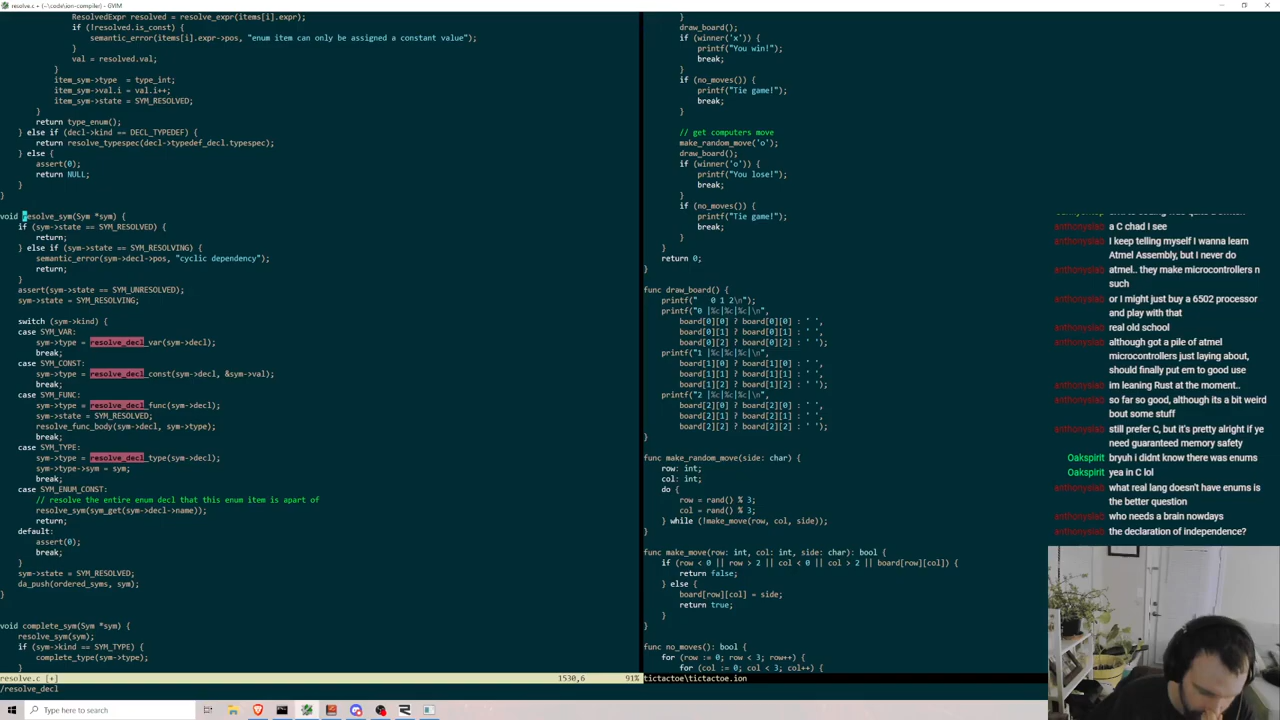 resolve.c + (~\code\ion-compiler) - GVIM
ResolvedExpr resolved = resolve_expr(items[i].expr);
if (!resolved.is_const) {
semantic_error(items[i].expr->pos, "enum item can only be assigned a constant value");
}
val = resolved.val;
}
item_sym->type = type_int;
item_sym->val.i = val.i++;
item_sym->state = SYM_RESOLVED;
}
return type_enum();
} else if (decl->kind == DECL_TYPEDEF) {
return resolve_typespec(decl->typedef_decl.typespec);
} else {
assert(0);
return NULL;
}
}
void resolve_sym(Sym *sym) {
if (sym->state == SYM_RESOLVED) {
return;
} else if (sym->state == SYM_RESOLVING) {
semantic_error(sym->decl->pos, "cyclic dependency");
return;
}
assert(sym->state == SYM_UNRESOLVED);
sym->state = SYM_RESOLVING;
switch (sym->kind) {
case SYM_VAR:
sym->type = resolve_decl_var(sym->decl);
break;
case SYM_CONST:
sym->type = resolve_decl_const(sym->decl, &sym->val);
break;
case SYM_FUNC:
sym->type = resolve_decl_func(sym->decl);
sym->state = SYM_RESOLVED;
resolve_func_body(sym->decl, sym->type);
break;
case SYM_TYPE:
sym->type = resolve_decl_type(sym->decl);
sym->type->sym = sym;
break;
case SYM_ENUM_CONST:
// resolve the entire enum decl that this enum item is apart of
resolve_sym(sym_get(sym->decl->name));
return;
default:
assert(0);
break;
}
sym->state = SYM_RESOLVED;
da_push(ordered_syms, sym);
}
void complete_sym(Sym *sym) {
resolve_sym(sym);
if (sym->kind == SYM_TYPE) {
complete_type(sym->type);
}
resolve.c [+] 1530,6 91%
/resolve_decl
}
draw_board();
if (winner('x')) {
printf("You win!");
break;
}
if (no_moves()) {
printf("Tie game!");
break;
}
// get computers move
make_random_move('o');
draw_board();
if (winner('o')) {
printf("You lose!");
break;
}
if (no_moves()) {
printf("Tie game!");
break;
}
}
return 0;
}
func draw_board() {
printf("   0 1 2\n");
printf("0 |%c|%c|%c|\n",
board[0][0] ? board[0][0] : ' ',
board[0][1] ? board[0][1] : ' ',
board[0][2] ? board[0][2] : ' ');
printf("1 |%c|%c|%c|\n",
board[1][0] ? board[1][0] : ' ',
board[1][1] ? board[1][1] : ' ',
board[1][2] ? board[1][2] : ' ');
printf("2 |%c|%c|%c|\n",
board[2][0] ? board[2][0] : ' ',
board[2][1] ? board[2][1] : ' ',
board[2][2] ? board[2][2] : ' ');
}
func make_random_move(side: char) {
row: int;
col: int;
do {
row = rand() % 3;
col = rand() % 3;
} while (!make_move(row, col, side));
}
func make_move(row: int, col: int, side: char): bool {
if (row < 0 || row > 2 || col < 0 || col > 2 || board[row][col]) {
return false;
} else {
board[row][col] = side;
return true;
}
}
func no_moves(): bool {
for (row := 0; row < 3; row++) {
for (col := 0; col < 3; col++) {
tictactoe\tictactoe.ion
anthonyslab a C chad I see
anthonyslab I keep telling myself I wanna learn
Atmel Assembly, but I never do
anthonyslab atmel.. they make microcontrollers n
such
anthonyslab or I might just buy a 6502 processor
and play with that
anthonyslab real old school
anthonyslab although got a pile of atmel
microcontrollers just laying about,
should finally put em to good use
anthonyslab im leaning Rust at the moment..
anthonyslab so far so good, although its a bit weird
bout some stuff
anthonyslab still prefer C, but it's pretty alright if ye
need guaranteed memory safety
Oakspirit bryuh i didnt know there was enums
Oakspirit yea in C lol
anthonyslab what real lang doesn't have enums is
the better question
anthonyslab who needs a brain nowdays
anthonyslab the declaration of independence?
Type here to search